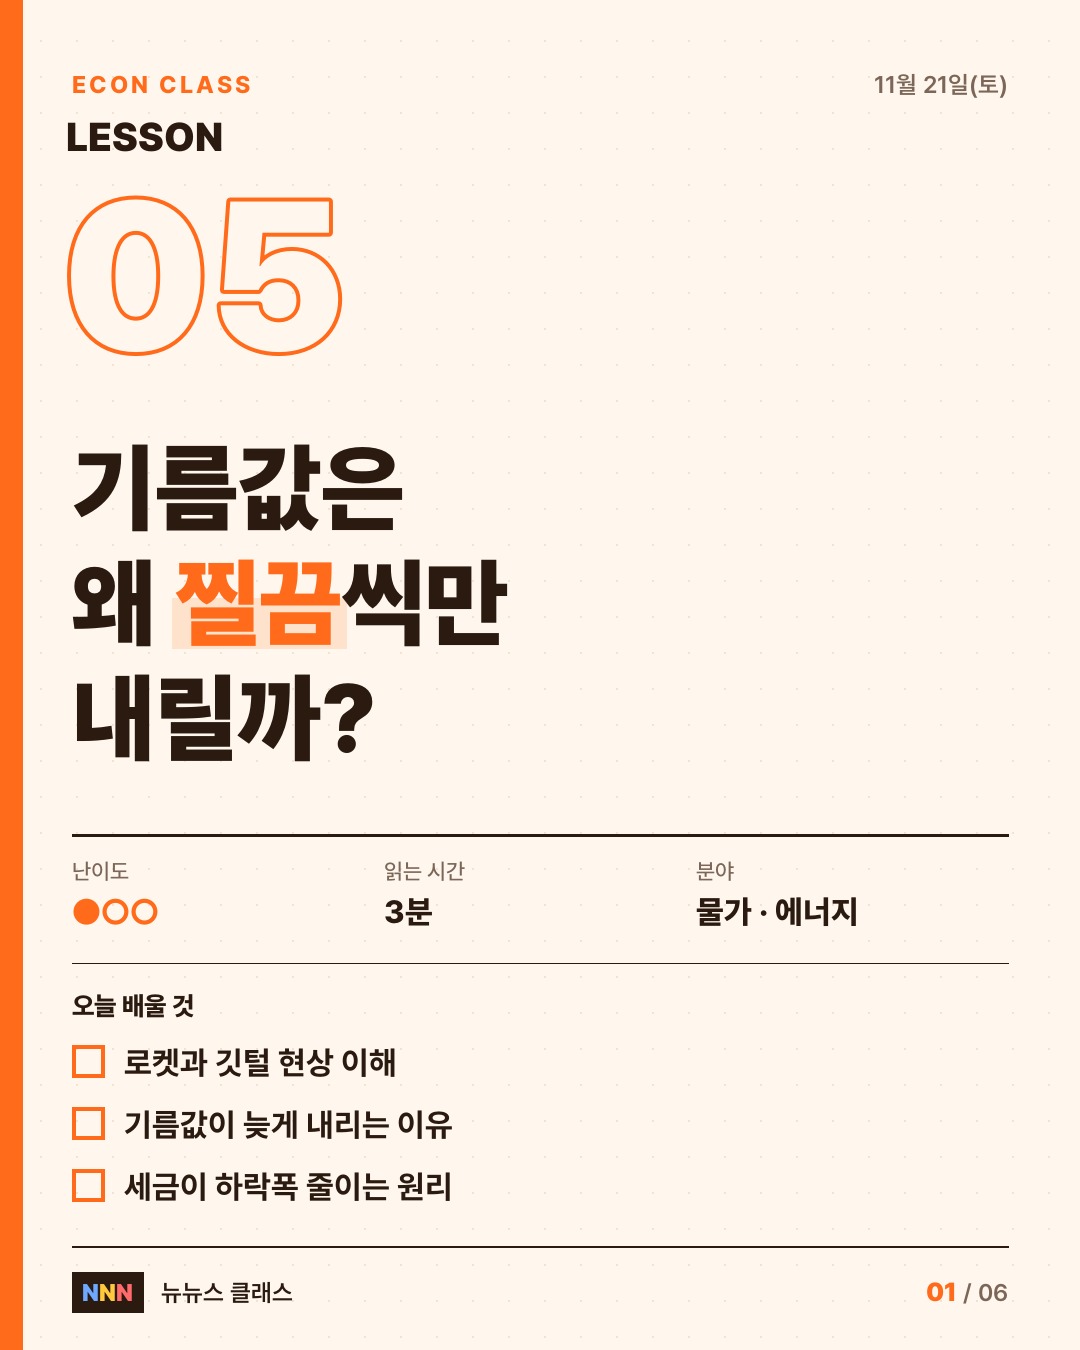 ECON CLASS
11월 21일(토)
LESSON
05
기름값은
왜 찔끔씩만
내릴까?
난이도
읽는 시간
분야
3분
물가 · 에너지
오늘 배울 것
로켓과 깃털 현상 이해
기름값이 늦게 내리는 이유
세금이 하락폭 줄이는 원리
NNN 뉴뉴스 클래스
01 / 06